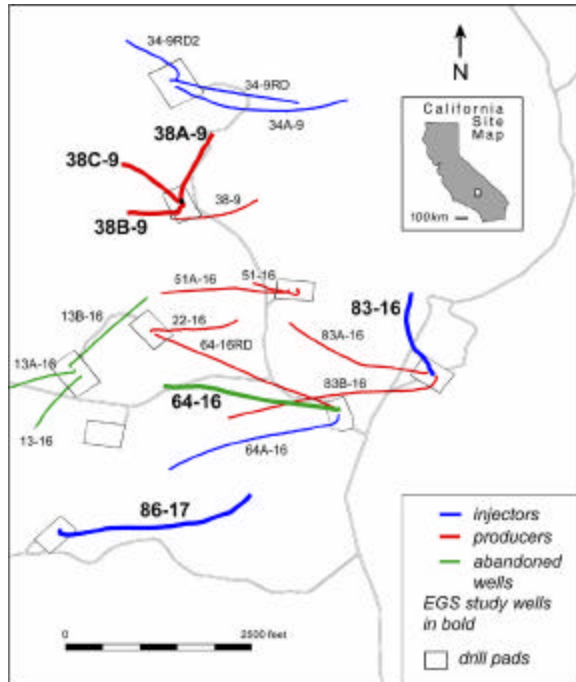 34-9RD2
34-9RD
34A-9
N
California
Site
Map
100km
38A-9
38C-9
38-9
38B-9
51-16
51A-16
83-16
13B-16
22-16
83A-16
64-16RD
13A-16
83B-16
64-16
13-16
64A-16
86-17
injectors
producers
abandoned
wells
EGS study wells
in bold
drill pads
0
2500 feet